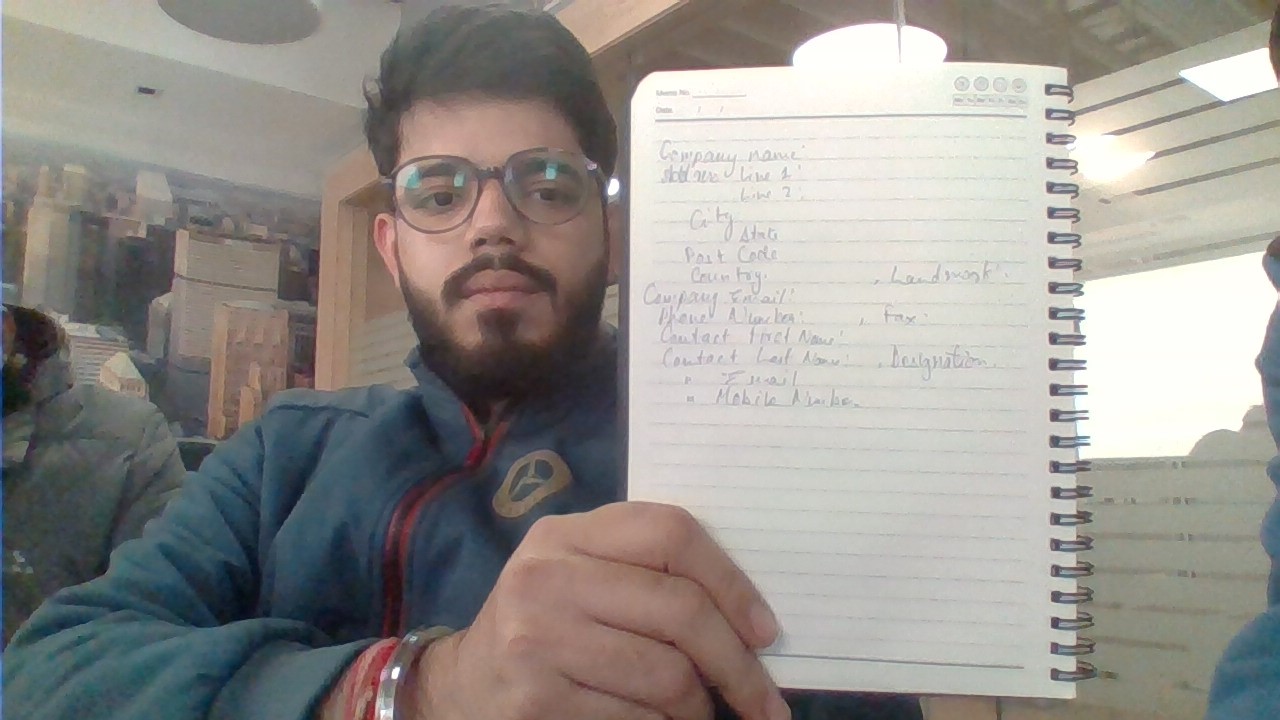 Memo No.
Date / /
Company name:
Address Line 1:
Line 2:
City
State
Post Code
Country. , Landmark:
Company Email:
Phone Number: , Fax:
Contact First Name:
Contact Last Name: , Designation.
" Email
" Mobile Number.